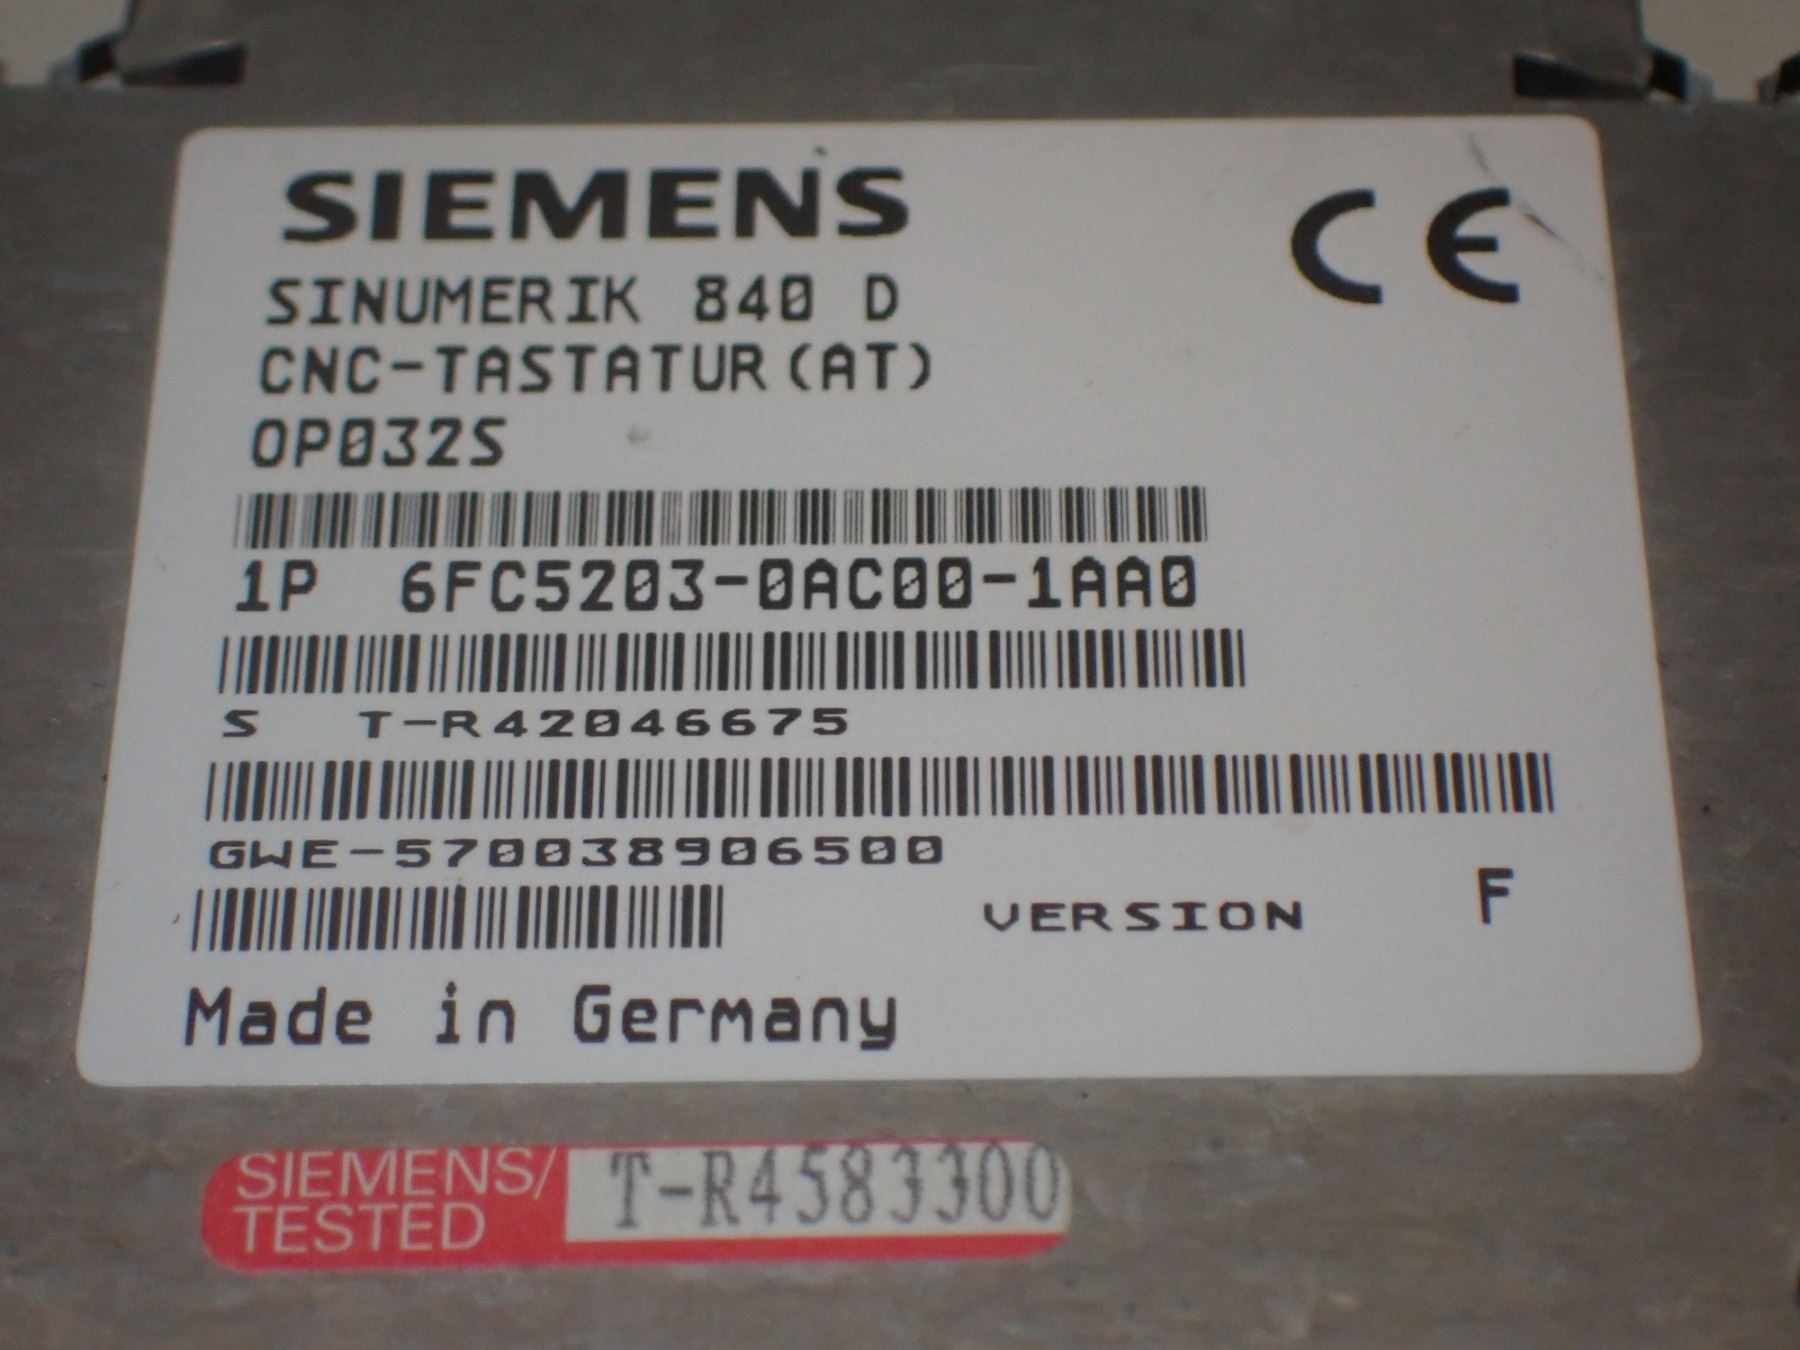 SIEMENS
CE
SINUMERIK 840 D
CNC-TASTATUR(AT)
OP032S
1P 6FC5203-0AC00-1AA0
S T-R42046675
GWE-570038906500
VERSION F
Made in Germany
SIEMENS/
TESTED
T-R4583300